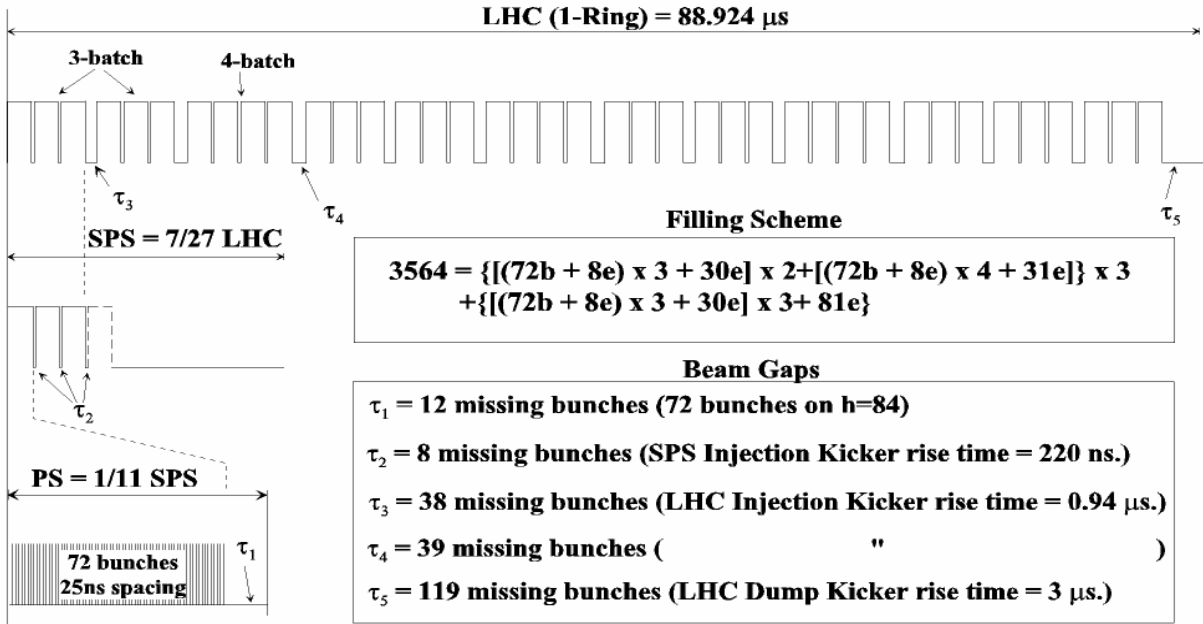 LHC (1-Ring) = 88.924 μs
3-batch
4-batch
τ3
τ4
τ5
SPS = 7/27 LHC
Filling Scheme
3564 = {[(72b + 8e) x 3 + 30e] x 2+[(72b + 8e) x 4 + 31e]} x 3
+{[(72b + 8e) x 3 + 30e] x 3+ 81e}
τ2
Beam Gaps
τ1 = 12 missing bunches (72 bunches on h=84)
τ2 = 8 missing bunches (SPS Injection Kicker rise time = 220 ns.)
τ3 = 38 missing bunches (LHC Injection Kicker rise time = 0.94 μs.)
τ4 = 39 missing bunches ( " )
τ5 = 119 missing bunches (LHC Dump Kicker rise time = 3 μs.)
PS = 1/11 SPS
τ1
72 bunches
25ns spacing